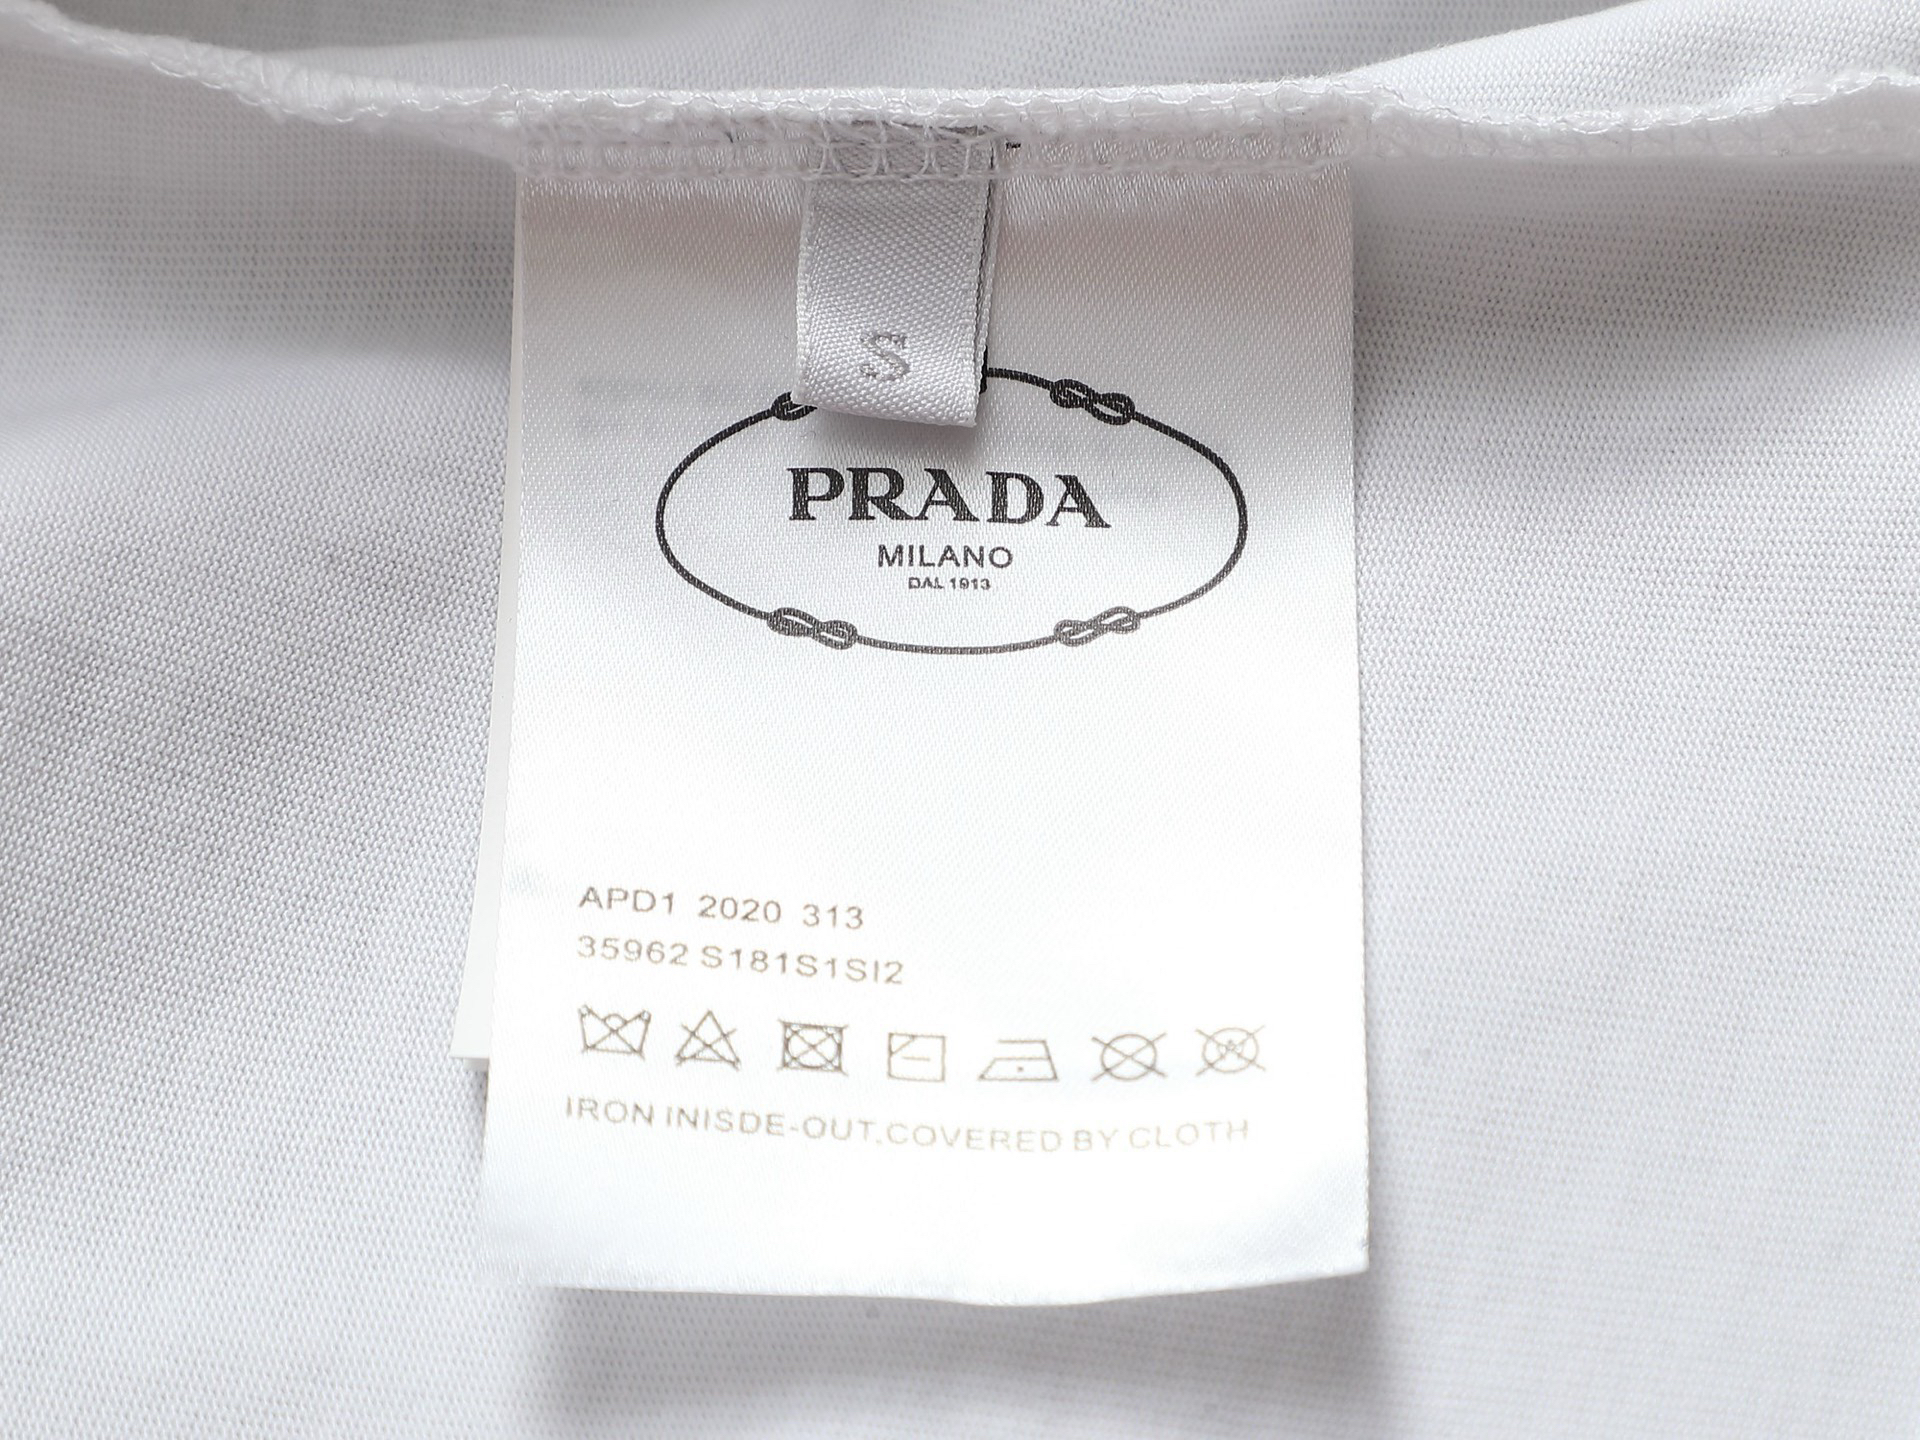 S
PRADA
MILANO
DAL 1913
APD1 2020 313
35962 S181S1SI2
IRON INISDE-OUT,COVERED BY CLOTH